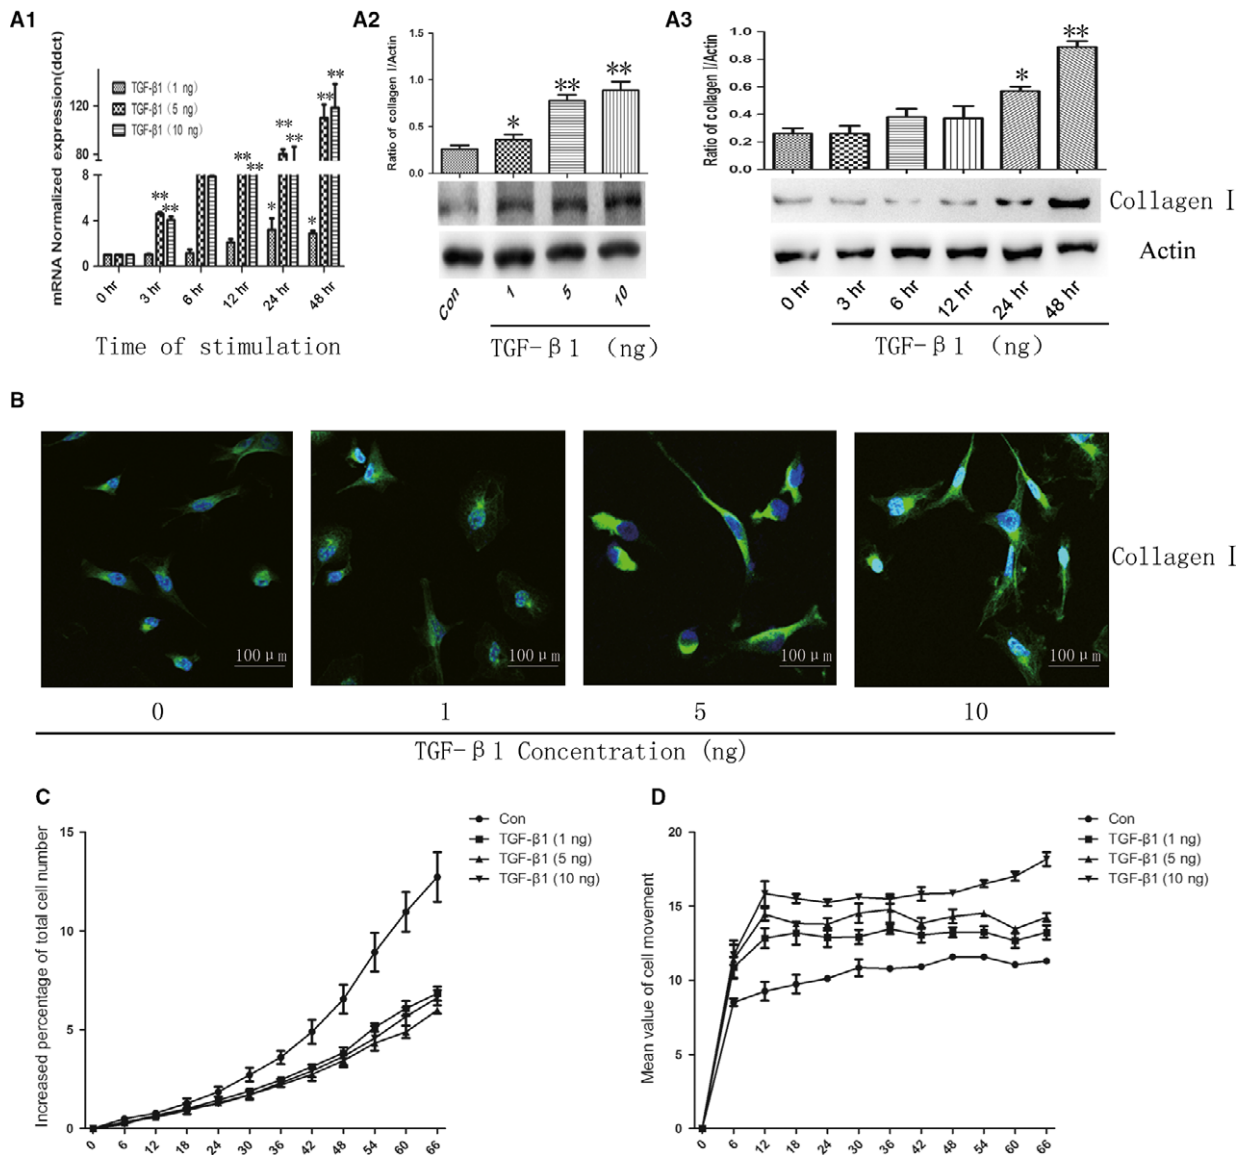 A1
mRNA Normalized expression(ddct)
120
80
8
4
0
TGF-β1 (1 ng)
TGF-β1 (5 ng)
TGF-β1 (10 ng)
** ** ** ** ** ** * ** ** * ** **
0 hr 3 hr 6 hr 12 hr 24 hr 48 hr
Time of stimulation
A2
Ratio of collagen Ⅰ/Actin
1.5
1.0
0.5
0.0
* ** **
Con 1 5 10
TGF-β1 (ng)
A3
Ratio of collagen Ⅰ/Actin
1.0
0.8
0.6
0.4
0.2
0.0
* **
Collagen Ⅰ
Actin
0 hr 3 hr 6 hr 12 hr 24 hr 48 hr
TGF-β1 (ng)
B
100 μm 100 μm 100 μm 100 μm
Collagen Ⅰ
0 1 5 10
TGF-β1 Concentration (ng)
C
Increased percentage of total cell number
15
10
5
0
0 6 12 18 24 30 36 42 48 54 60 66
Con
TGF-β1 (1 ng)
TGF-β1 (5 ng)
TGF-β1 (10 ng)
D
Mean value of cell movement
20
15
10
5
0
0 6 12 18 24 30 36 42 48 54 60 66
Con
TGF-β1 (1 ng)
TGF-β1 (5 ng)
TGF-β1 (10 ng)